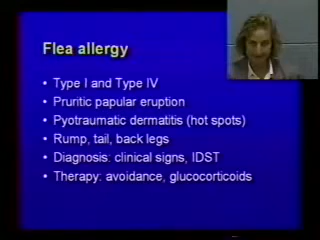 Flea allergy
• Type I and Type IV
• Pruritic papular eruption
• Pyotraumatic dermatitis (hot spots)
• Rump, tail, back legs
• Diagnosis: clinical signs, IDST
• Therapy: avoidance, glucocorticoids